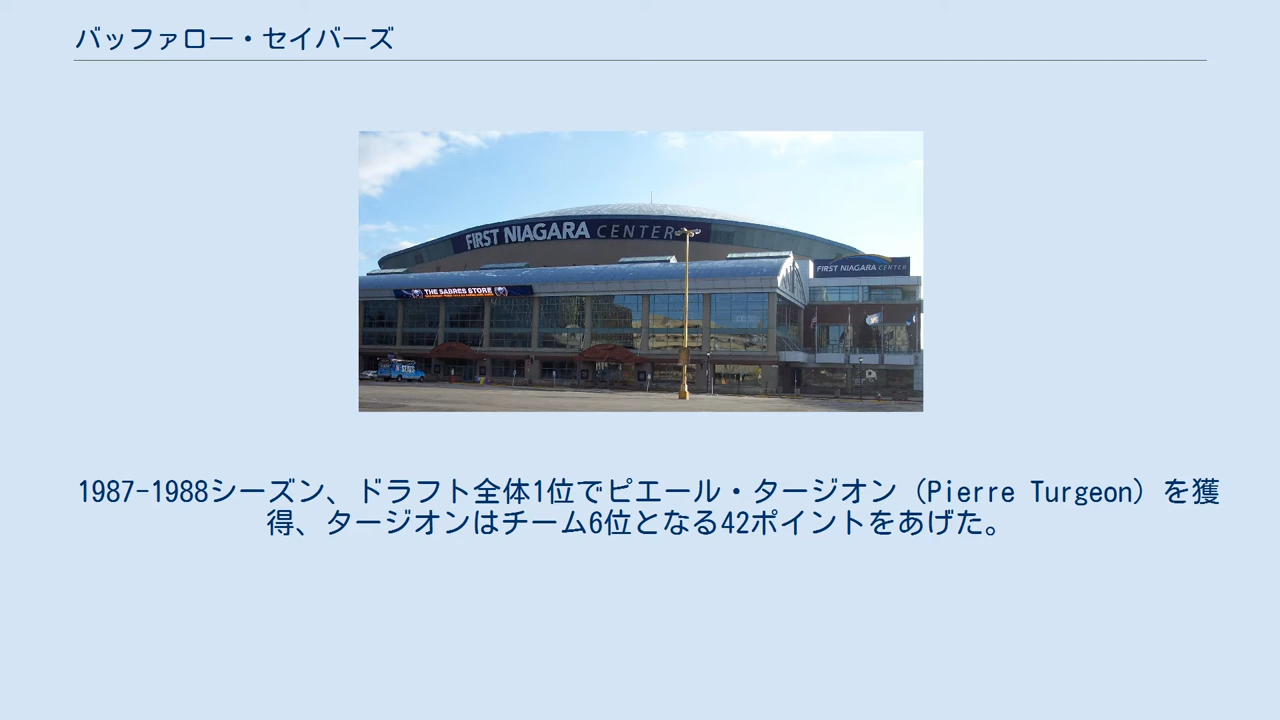 バッファロー・セイバーズ
FIRST NIAGARA CENTER
FIRST NIAGARA CENTER
THE SABRES STORE
1987-1988シーズン、ドラフト全体1位でピエール・タージオン（Pierre Turgeon）を獲
得、タージオンはチーム6位となる42ポイントをあげた。